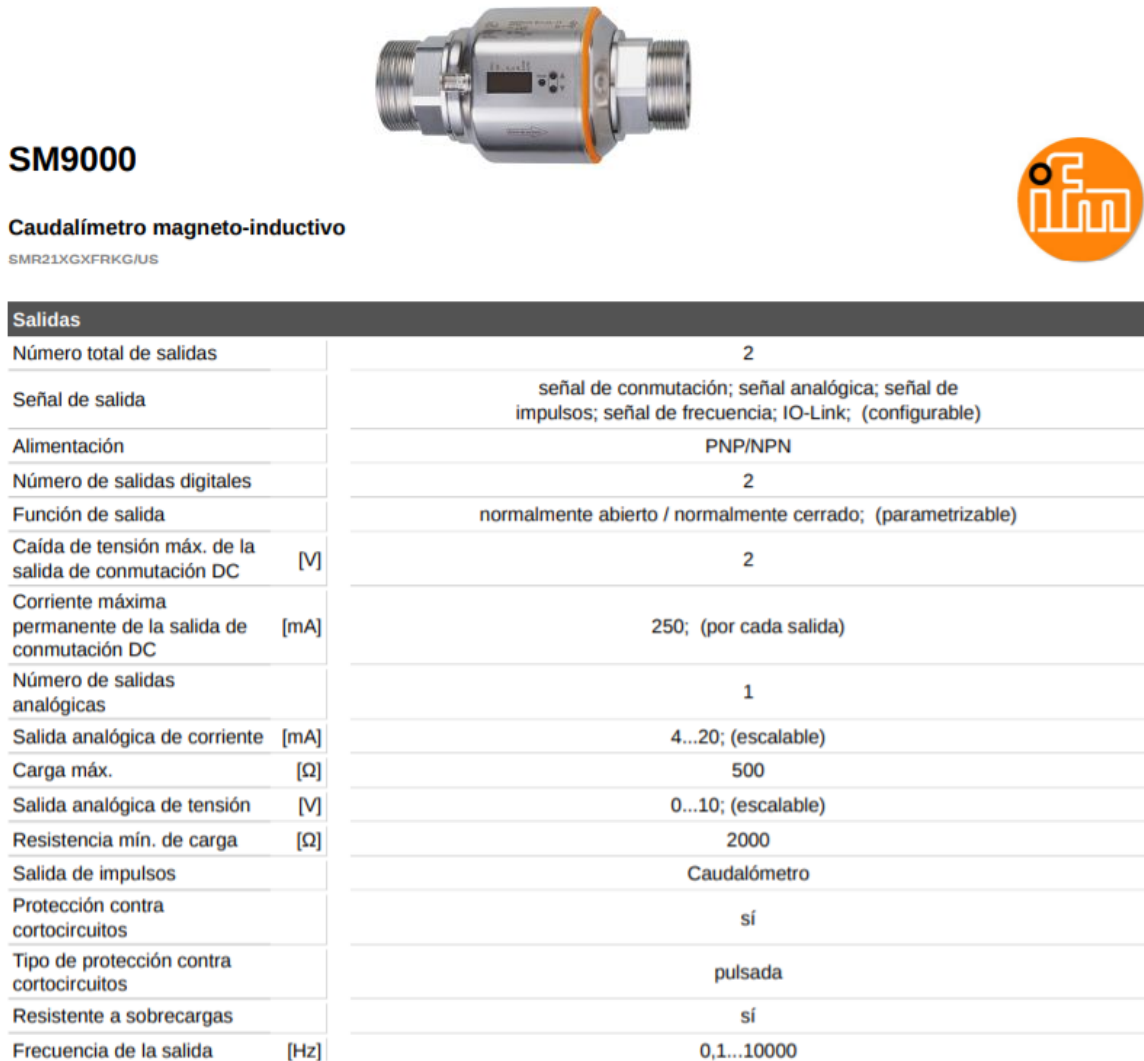 SM9000
ifm
Caudalímetro magneto-inductivo
SMR21XGXFRKG/US
Salidas
Número total de salidas 2
Señal de salida señal de conmutación; señal analógica; señal de
impulsos; señal de frecuencia; IO-Link; (configurable)
Alimentación PNP/NPN
Número de salidas digitales 2
Función de salida normalmente abierto / normalmente cerrado; (parametrizable)
Caída de tensión máx. de la
salida de conmutación DC [V] 2
Corriente máxima
permanente de la salida de
conmutación DC [mA] 250; (por cada salida)
Número de salidas
analógicas 1
Salida analógica de corriente [mA] 4...20; (escalable)
Carga máx. [Ω] 500
Salida analógica de tensión [V] 0...10; (escalable)
Resistencia mín. de carga [Ω] 2000
Salida de impulsos Caudalómetro
Protección contra
cortocircuitos sí
Tipo de protección contra
cortocircuitos pulsada
Resistente a sobrecargas sí
Frecuencia de la salida [Hz] 0,1...10000